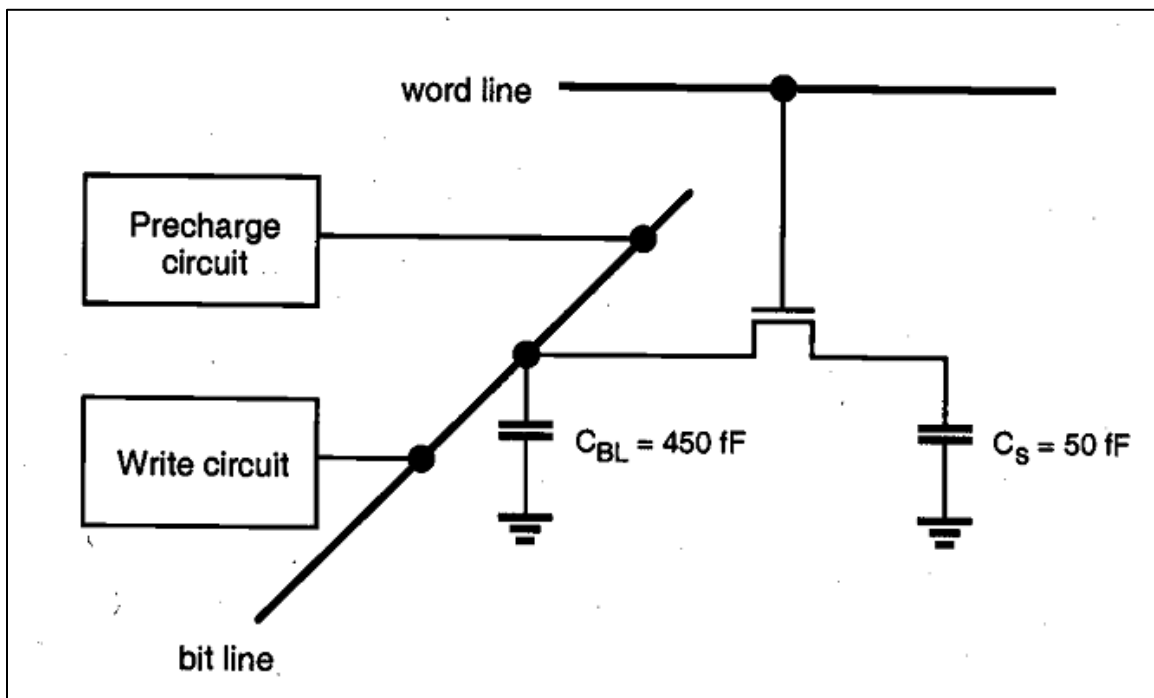 word line
Precharge
circuit
Write circuit
C_BL = 450 fF
C_S = 50 fF
bit line